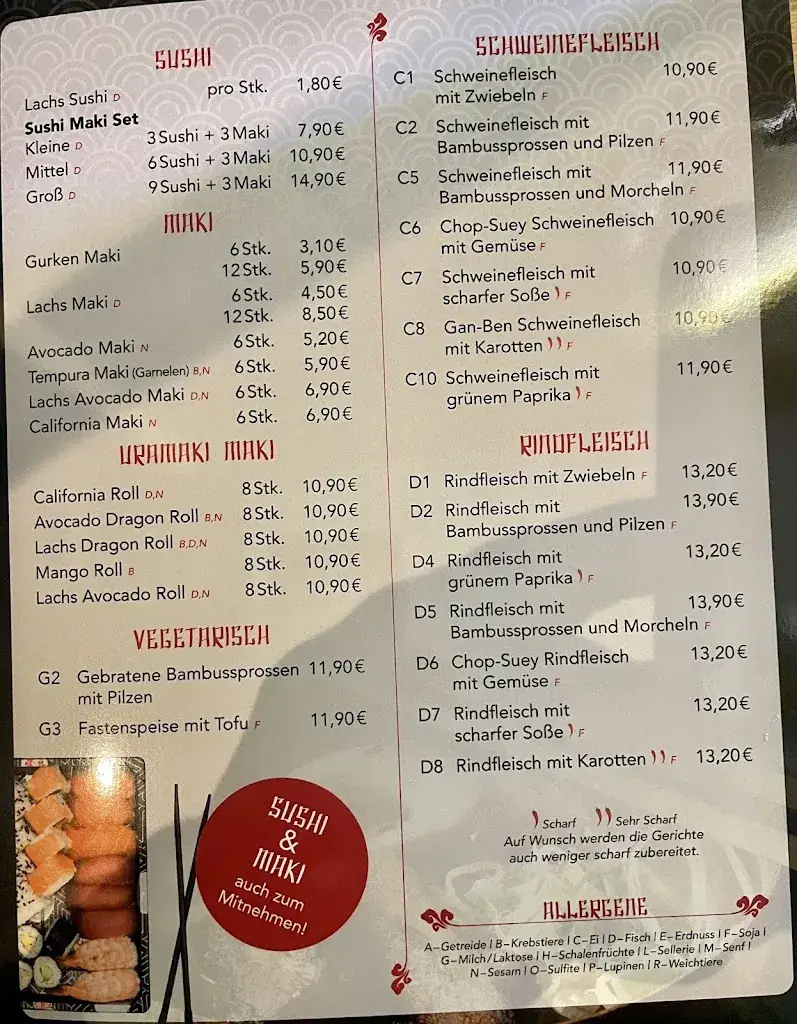 SUSHI
Lachs Sushi D pro Stk. 1,80€
Sushi Maki Set
Kleine D 3 Sushi + 3 Maki 7,90€
Mittel D 6 Sushi + 3 Maki 10,90€
Groß D 9 Sushi + 3 Maki 14,90€
MAKI
Gurken Maki 6 Stk. 3,10€
12 Stk. 5,90€
Lachs Maki D 6 Stk. 4,50€
12 Stk. 8,50€
Avocado Maki N 6 Stk. 5,20€
Tempura Maki (Garnelen) B,N 6 Stk. 5,90€
Lachs Avocado Maki D,N 6 Stk. 6,90€
California Maki N 6 Stk. 6,90€
URAMAKI MAKI
California Roll D,N 8 Stk. 10,90€
Avocado Dragon Roll B,N 8 Stk. 10,90€
Lachs Dragon Roll B,D,N 8 Stk. 10,90€
Mango Roll B 8 Stk. 10,90€
Lachs Avocado Roll D,N 8 Stk. 10,90€
VEGETARISCH
G2 Gebratene Bambussprossen 11,90€
mit Pilzen
G3 Fastenspeise mit Tofu F 11,90€
SUSHI
&
MAKI
auch zum
Mitnehmen!
SCHWEINEFLEISCH
C1 Schweinefleisch 10,90€
mit Zwiebeln F
C2 Schweinefleisch mit 11,90€
Bambussprossen und Pilzen F
C5 Schweinefleisch mit 11,90€
Bambussprossen und Morcheln F
C6 Chop-Suey Schweinefleisch 10,90€
mit Gemüse F
C7 Schweinefleisch mit 10,90€
scharfer Soße F
C8 Gan-Ben Schweinefleisch 10,90€
mit Karotten F
C10 Schweinefleisch mit 11,90€
grünem Paprika F
RINDFLEISCH
D1 Rindfleisch mit Zwiebeln F 13,20€
D2 Rindfleisch mit 13,90€
Bambussprossen und Pilzen F
D4 Rindfleisch mit 13,20€
grünem Paprika F
D5 Rindfleisch mit 13,90€
Bambussprossen und Morcheln F
D6 Chop-Suey Rindfleisch 13,20€
mit Gemüse F
D7 Rindfleisch mit 13,20€
scharfer Soße F
D8 Rindfleisch mit Karotten F 13,20€
Scharf Sehr Scharf
Auf Wunsch werden die Gerichte
auch weniger scharf zubereitet.
ALLERGENE
A–Getreide I B–Krebstiere I C–Ei I D–Fisch I E–Erdnuss I F–Soja I
G–Milch/Laktose I H–Schalenfrüchte I L–Sellerie I M–Senf I
N–Sesam I O–Sulfite I P–Lupinen I R–Weichtiere